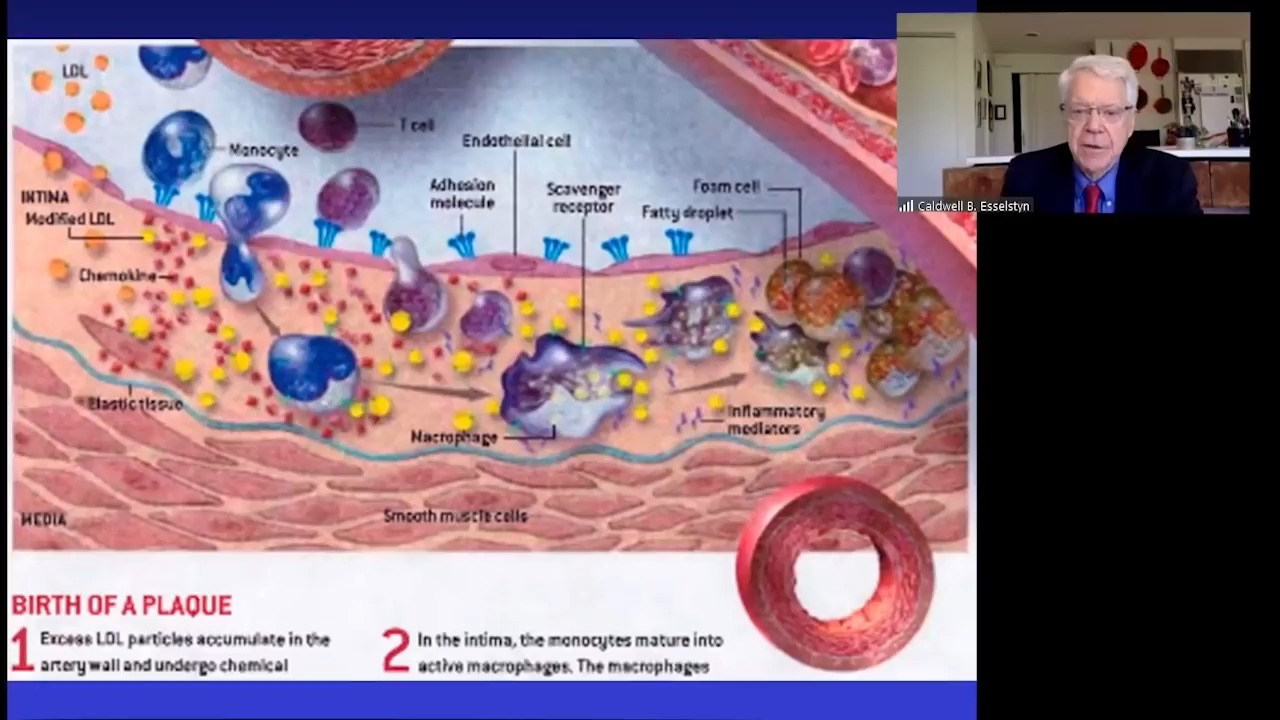 LDL
T cell
Monocyte
Endothelial cell
Adhesion
molecule
Scavenger
receptor
Foam cell
Fatty droplet
INTINA
Modified LDL
Chemokine
Elastic tissue
Macrophage
Inflammatory
mediators
MEDIA
Smooth muscle cells
BIRTH OF A PLAQUE
1 Excess LDL particles accumulate in the
artery wall and undergo chemical
2 In the intima, the monocytes mature into
active macrophages. The macrophages
Caldwell B. Esselstyn